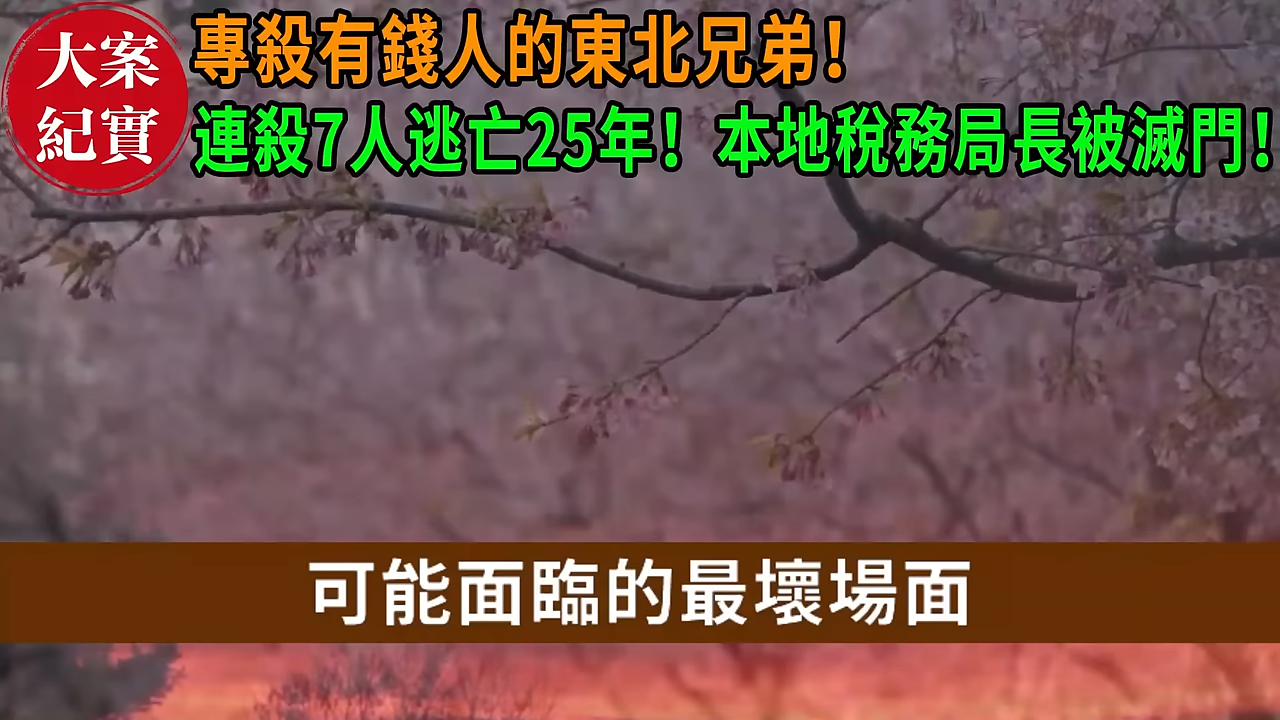 大案
紀實
專殺有錢人的東北兄弟！
連殺7人逃亡25年！本地稅務局長被滅門！
可能面臨的最壞場面